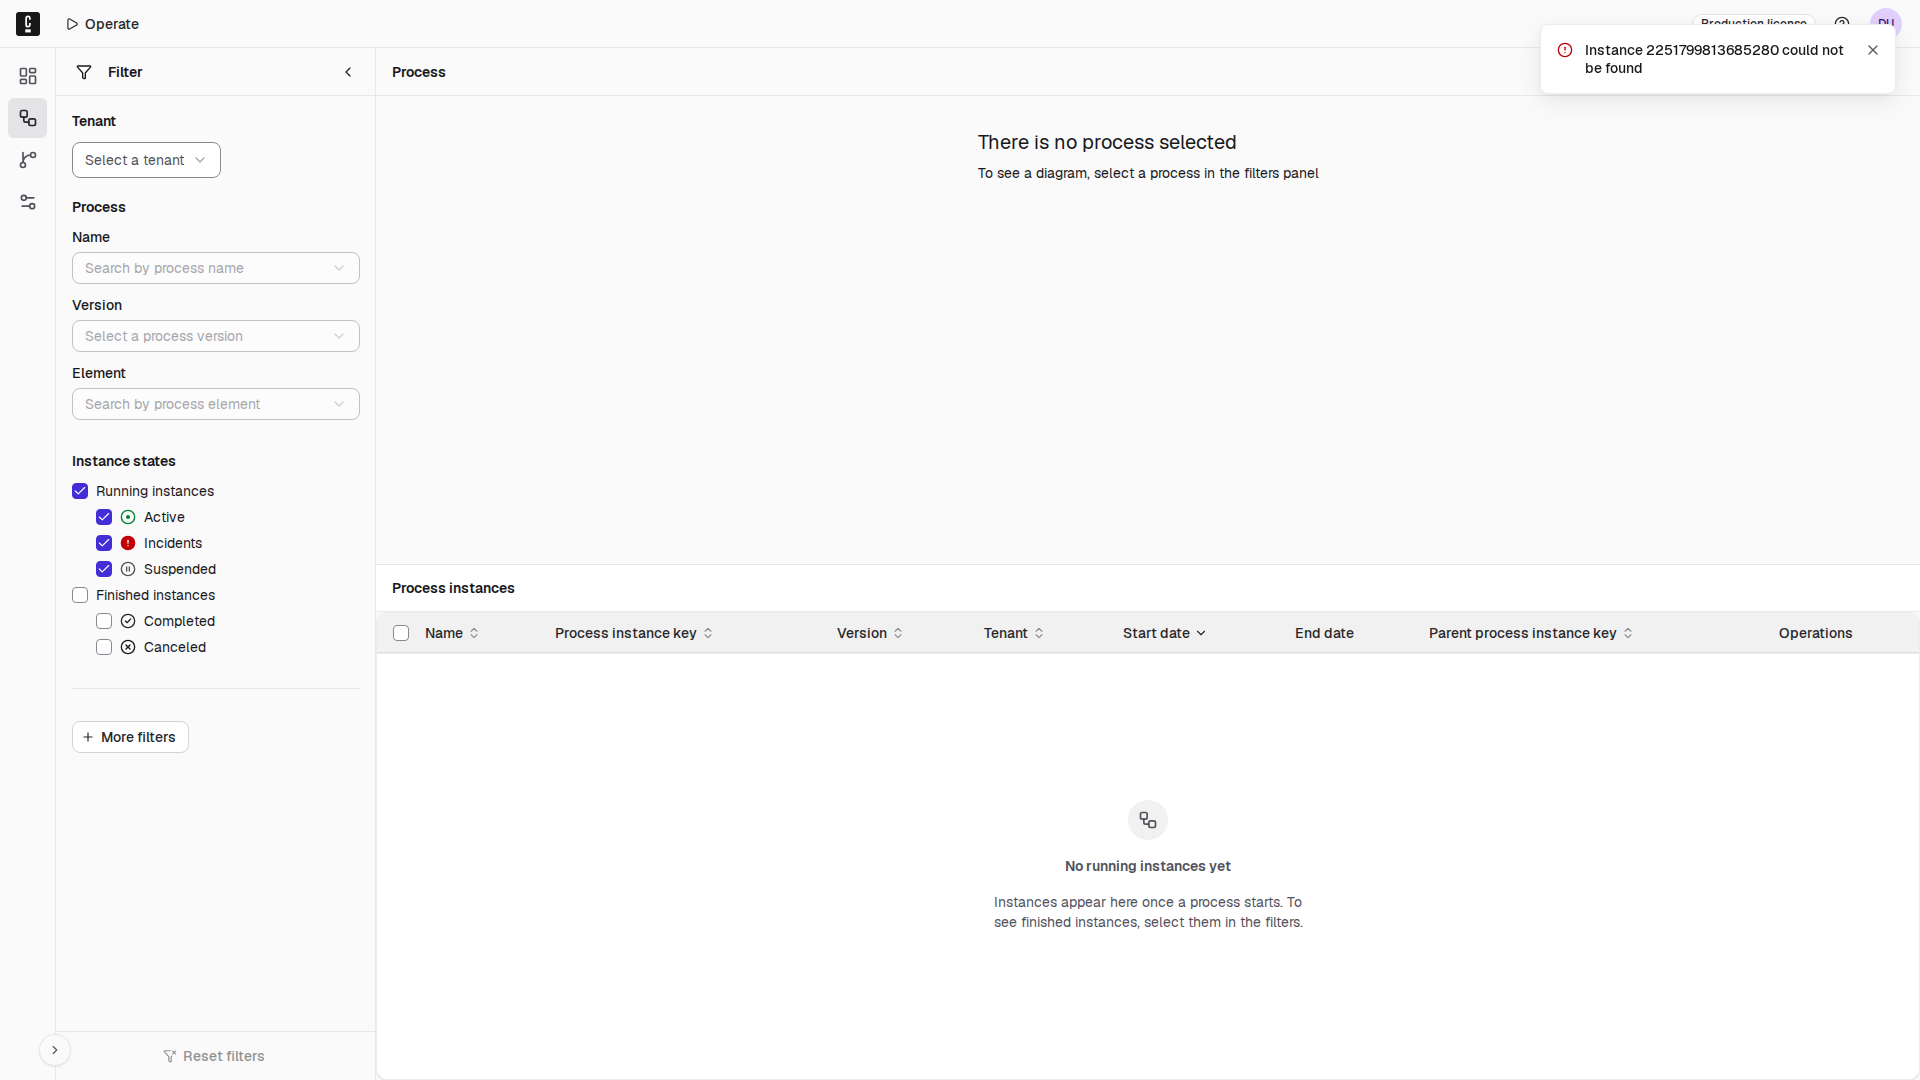 Operate
Production license
DU
Instance 2251799813685280 could not
be found
Filter
Process
Tenant
Select a tenant
There is no process selected
To see a diagram, select a process in the filters panel
Process
Name
Search by process name
Version
Select a process version
Element
Search by process element
Instance states
Running instances
Active
Incidents
Suspended
Finished instances
Completed
Canceled
More filters
Reset filters
Process instances
Name Process instance key Version Tenant Start date End date Parent process instance key Operations
No running instances yet
Instances appear here once a process starts. To
see finished instances, select them in the filters.